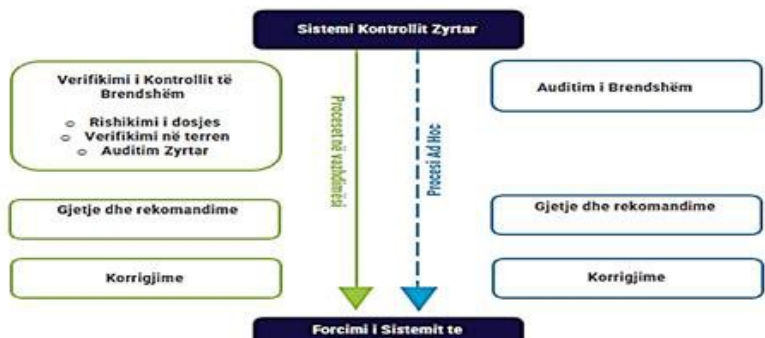 Sistemi Kontrollit Zyrtar
Verifikimi i Kontrollit të
Brendshëm
o Rishikimi i dosjes
o Verifikimi në terren
o Auditim Zyrtar
Gjetje dhe rekomandime
Korrigjime
Proceset në vazhdimësi
Procesi Ad Hoc
Auditim i Brendshëm
Gjetje dhe rekomandime
Korrigjime
Forcimi i Sistemit te